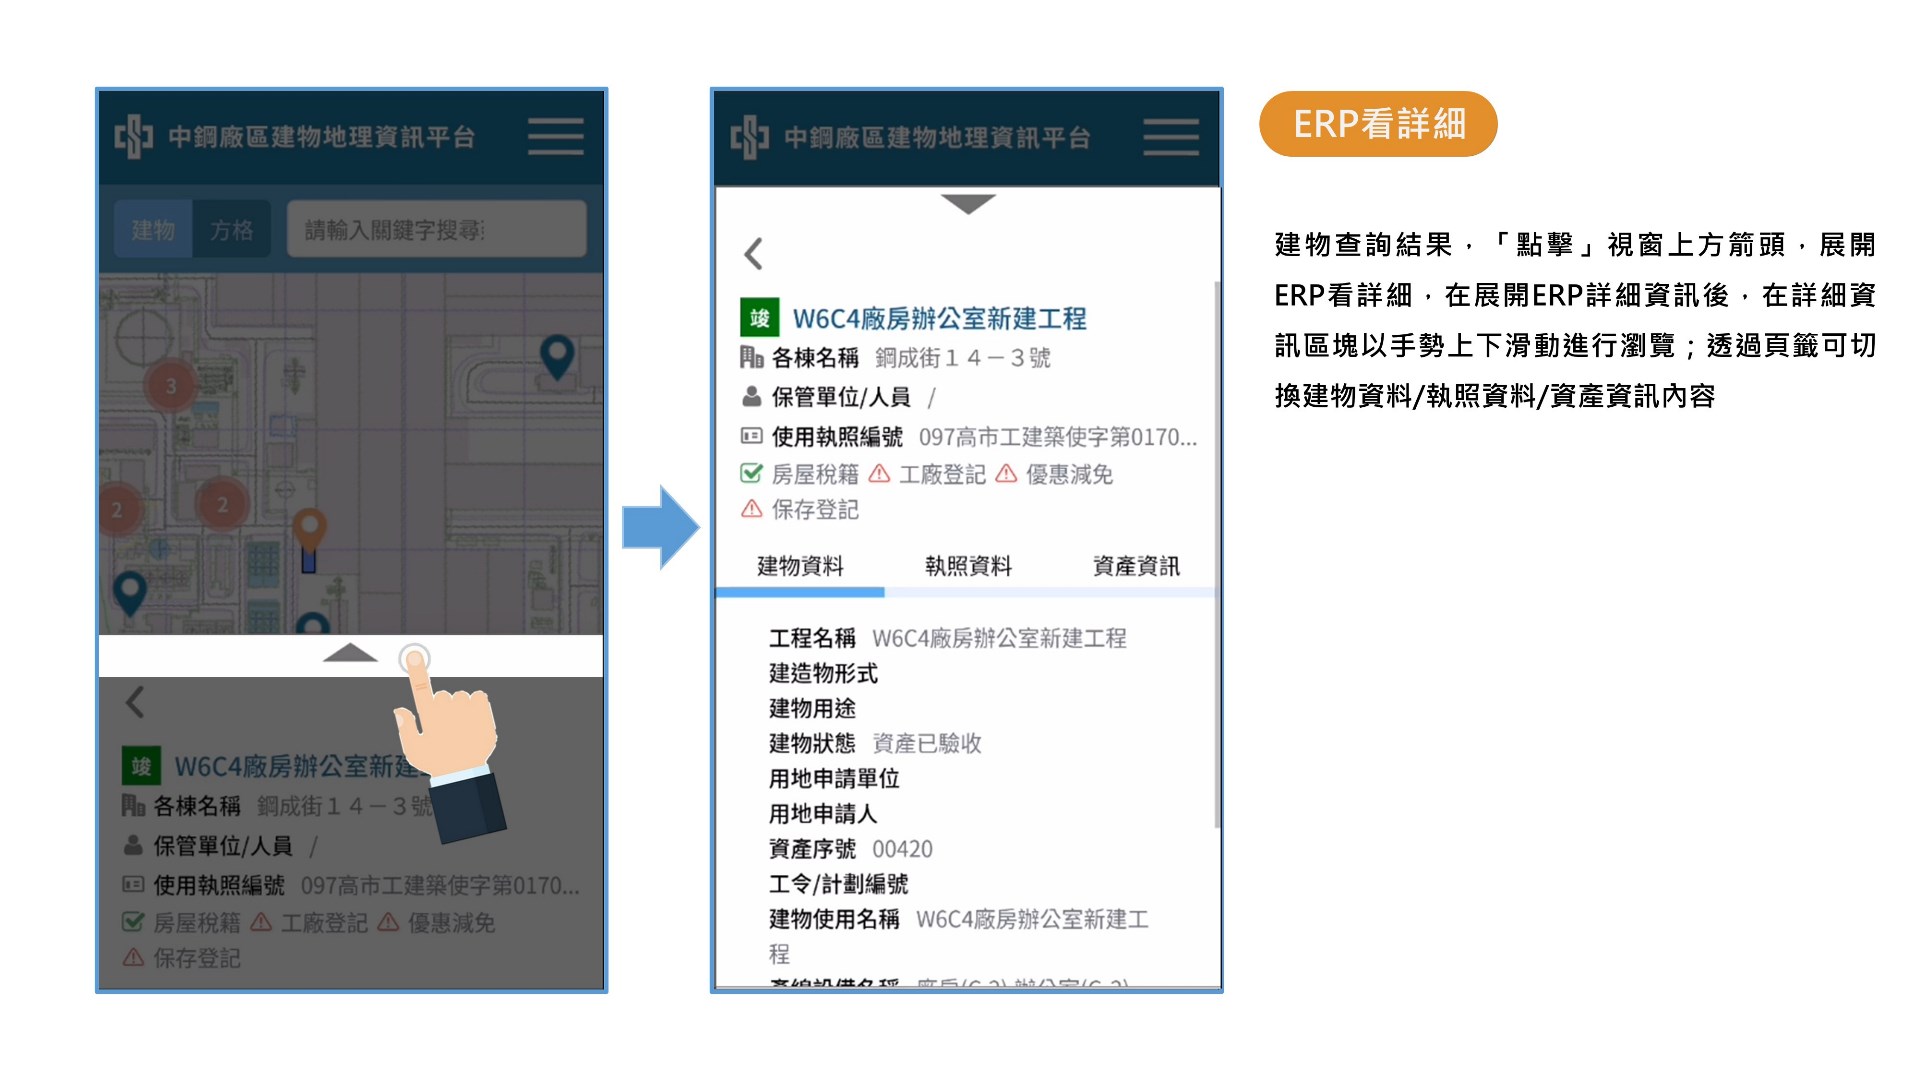 中鋼廠區建物地理資訊平台
建物 方格 請輸入關鍵字搜尋
3
2
2
竣 W6C4廠房辦公室新建
各棟名稱 鋼成街１４－３號
保管單位/人員 /
使用執照編號 097高市工建築使字第0170...
房屋稅籍 工廠登記 優惠減免
保存登記
中鋼廠區建物地理資訊平台
竣 W6C4廠房辦公室新建工程
各棟名稱 鋼成街１４－３號
保管單位/人員 /
使用執照編號 097高市工建築使字第0170...
房屋稅籍 工廠登記 優惠減免
保存登記
建物資料 執照資料 資產資訊
工程名稱 W6C4廠房辦公室新建工程
建造物形式
建物用途
建物狀態 資產已驗收
用地申請單位
用地申請人
資產序號 00420
工令/計劃編號
建物使用名稱 W6C4廠房辦公室新建工
程
產線設備名稱 廠房(C-2) 辦公室(C-2)
ERP看詳細
建物查詢結果，「點擊」視窗上方箭頭，展開
ERP看詳細，在展開ERP詳細資訊後，在詳細資
訊區塊以手勢上下滑動進行瀏覽；透過頁籤可切
換建物資料/執照資料/資產資訊內容